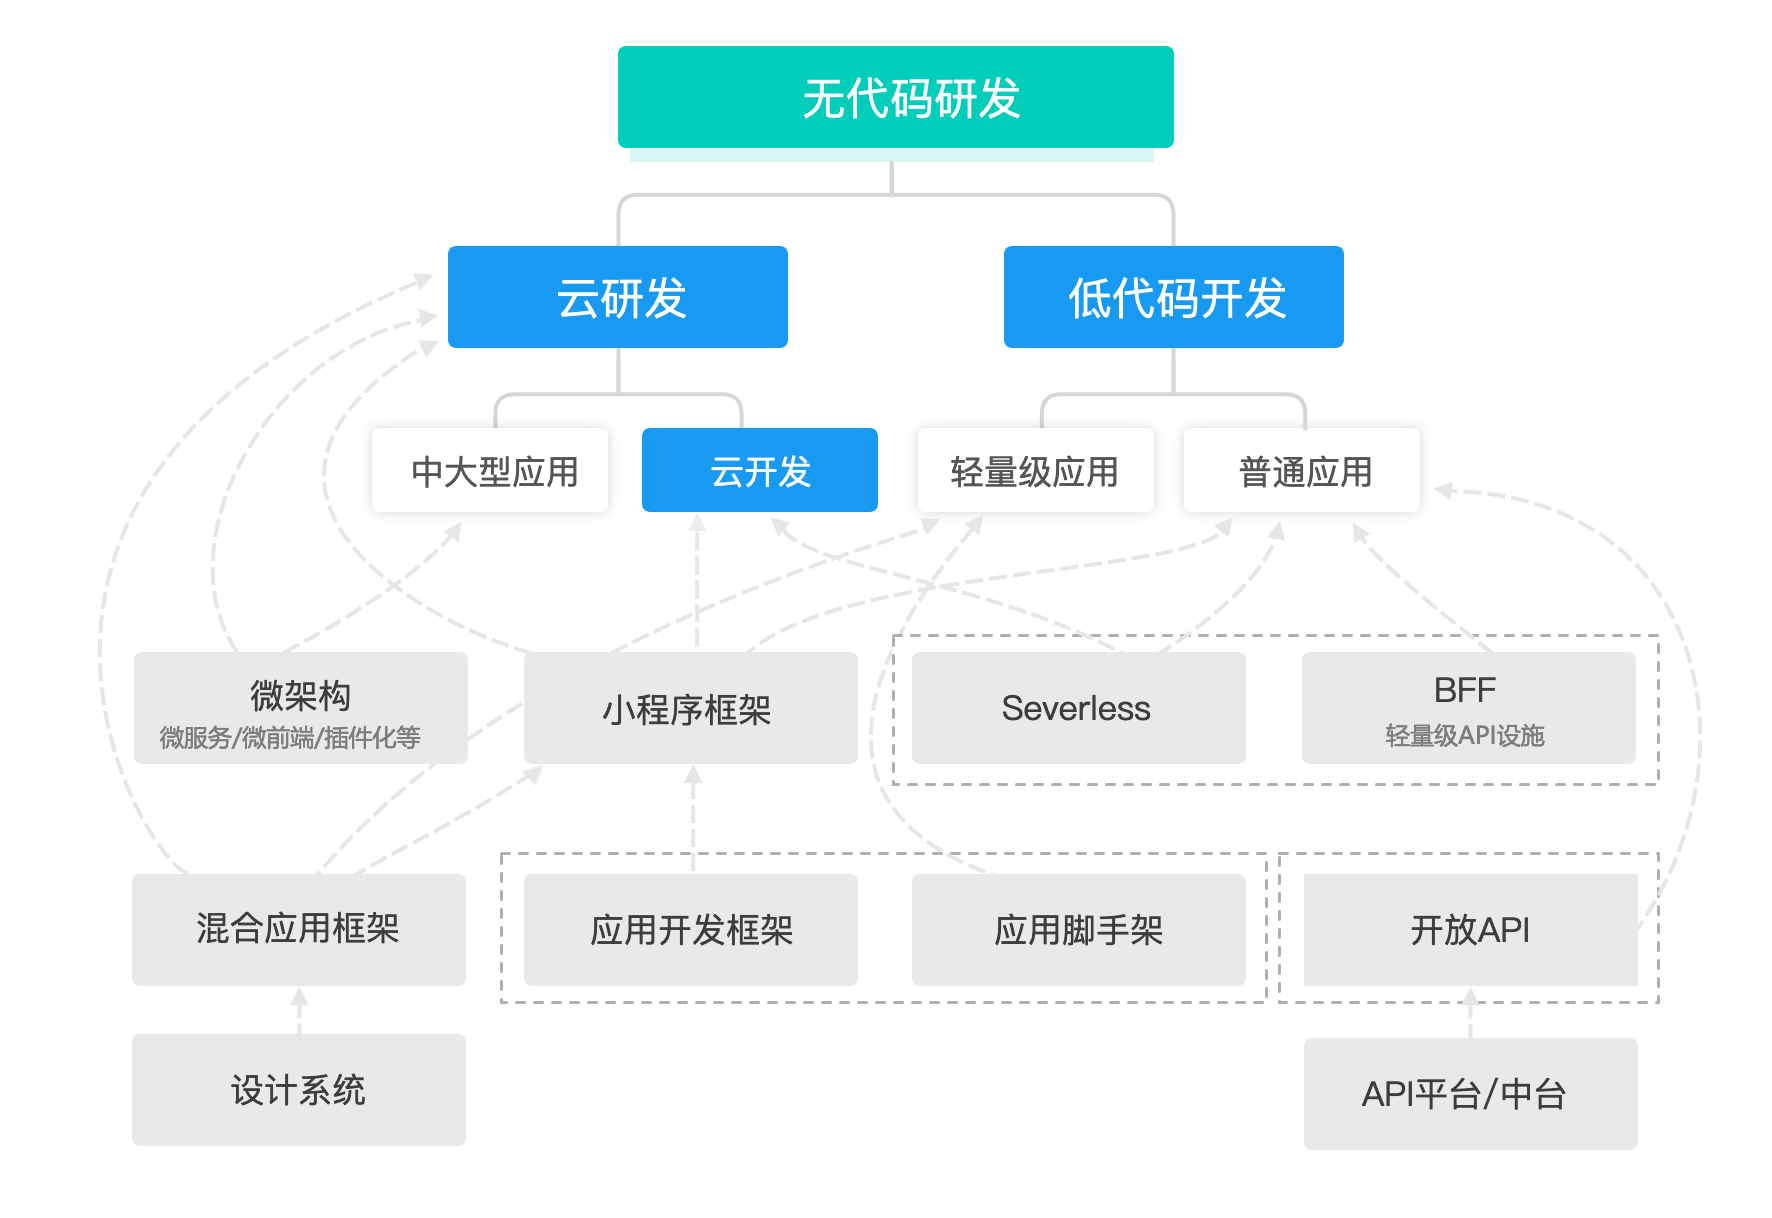 无代码研发
云研发
低代码开发
中大型应用
云开发
轻量级应用
普通应用
微架构
微服务/微前端/插件化等
小程序框架
Severless
BFF
轻量级API设施
混合应用框架
应用开发框架
应用脚手架
开放API
设计系统
API平台/中台